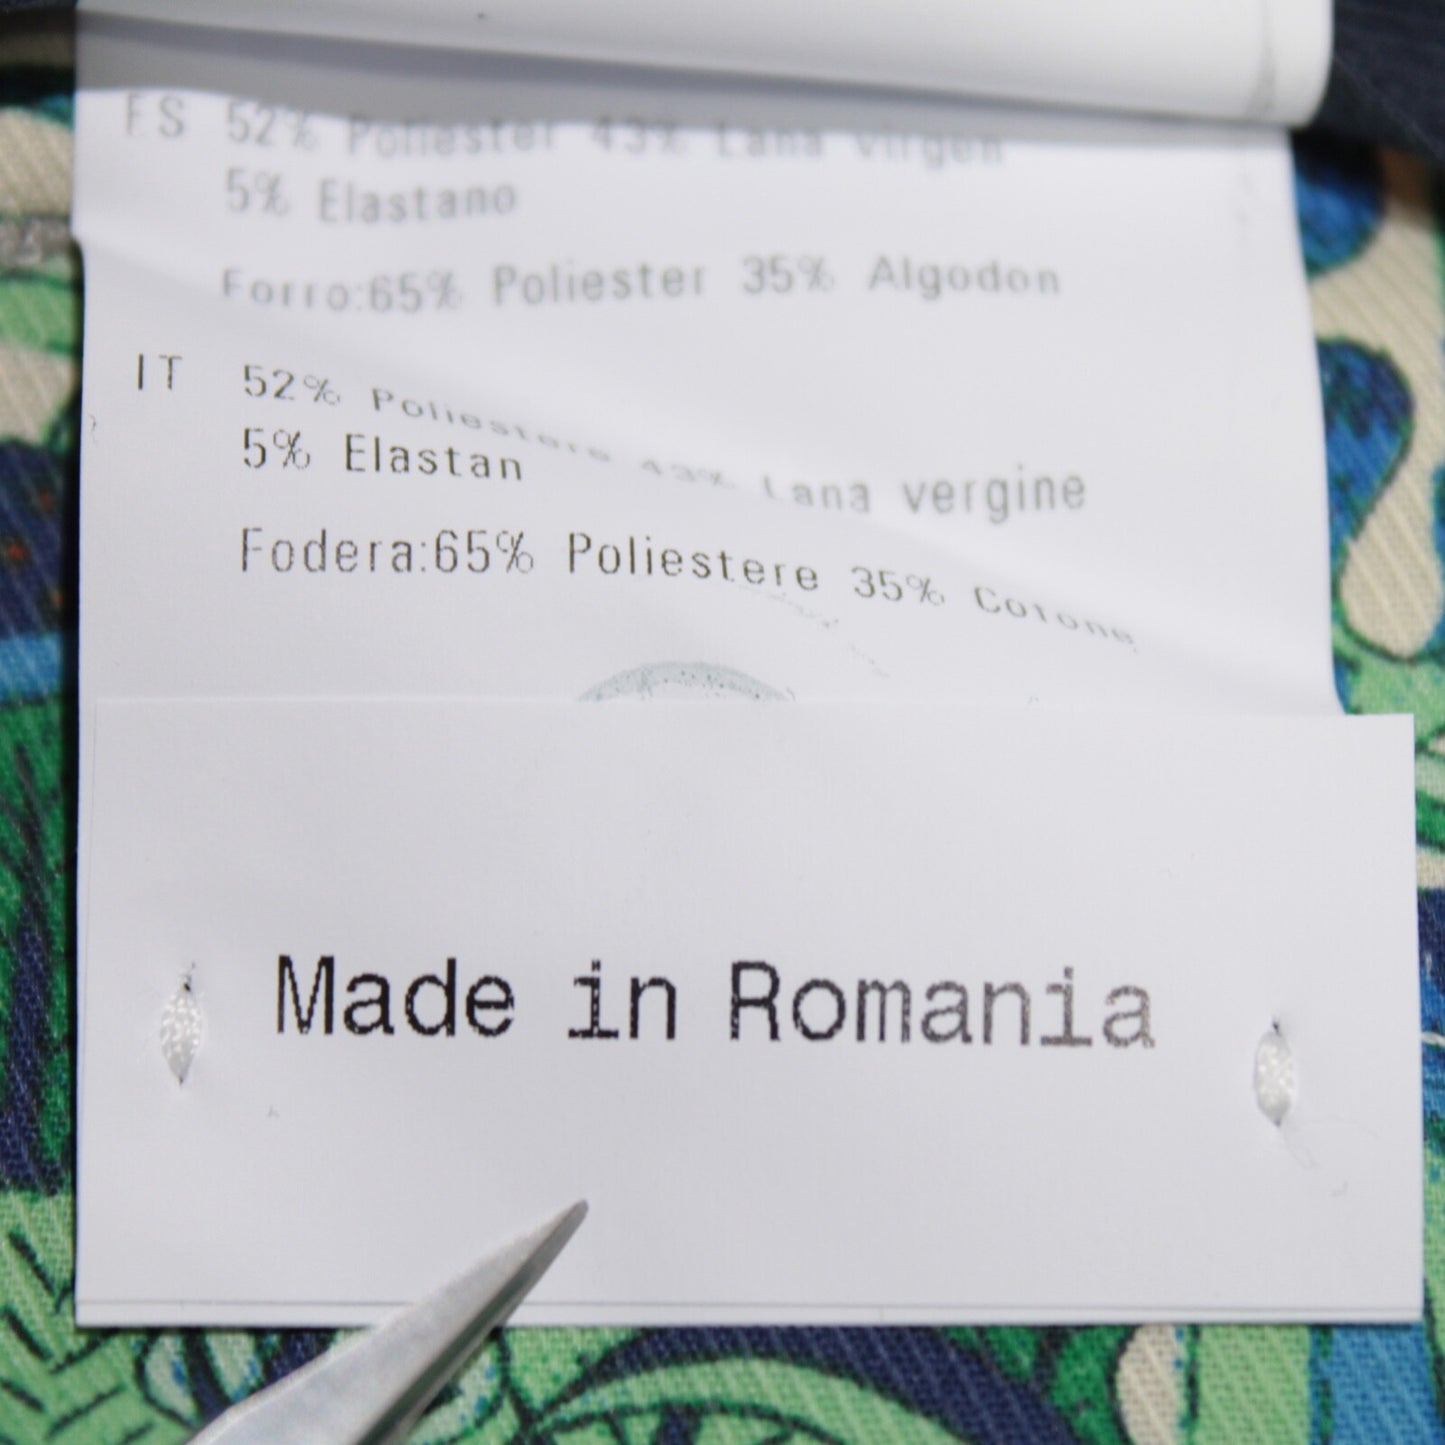 ES 52% Poliester 43% Lana virgen
5% Elastano
Forro:65% Poliester 35% Algodon
IT 52% Poliestere 43% Lana vergine
5% Elastan
Fodera:65% Poliestere 35% Cotone
Made in Romania